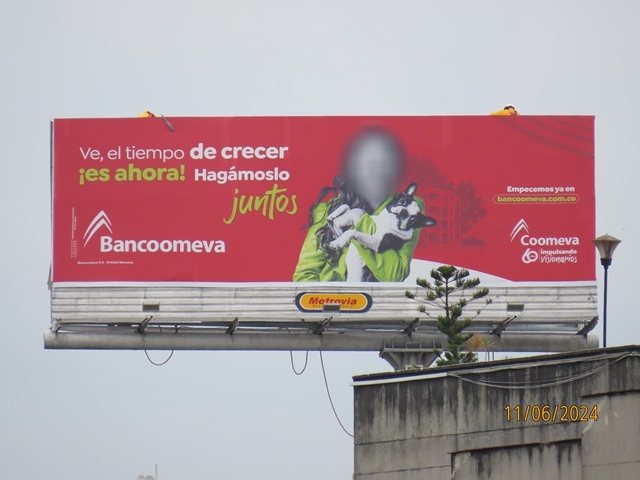 Ve, el tiempo de crecer
¡es ahora! Hagámoslo
juntos
Bancoomeva
Empecemos ya en
bancoomeva.com.co
Coomeva
60 impulsando
visionarios
Metrovia
11/06/2024